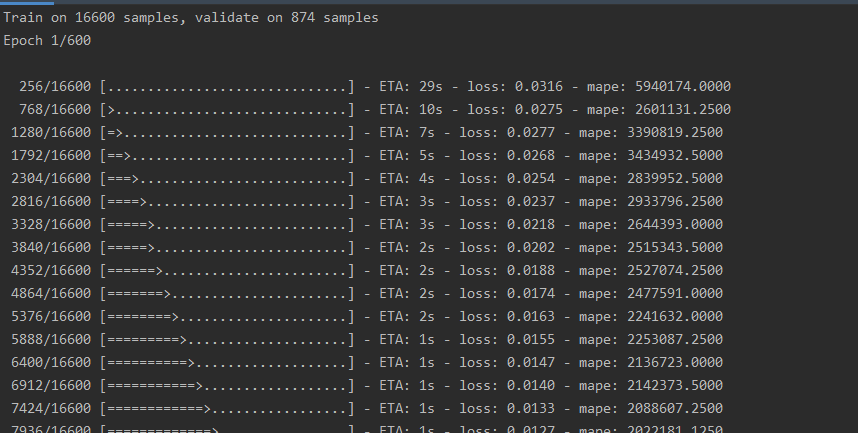 Train on 16600 samples, validate on 874 samples
Epoch 1/600
256/16600 [..............................] - ETA: 29s - loss: 0.0316 - mape: 5940174.0000
768/16600 [>.............................] - ETA: 10s - loss: 0.0275 - mape: 2601131.2500
1280/16600 [=>............................] - ETA: 7s - loss: 0.0277 - mape: 3390819.2500
1792/16600 [==>...........................] - ETA: 5s - loss: 0.0268 - mape: 3434932.5000
2304/16600 [===>..........................] - ETA: 4s - loss: 0.0254 - mape: 2839952.5000
2816/16600 [====>.........................] - ETA: 3s - loss: 0.0237 - mape: 2933796.2500
3328/16600 [=====>........................] - ETA: 3s - loss: 0.0218 - mape: 2644393.0000
3840/16600 [=====>........................] - ETA: 2s - loss: 0.0202 - mape: 2515343.5000
4352/16600 [======>.......................] - ETA: 2s - loss: 0.0188 - mape: 2527074.2500
4864/16600 [=======>......................] - ETA: 2s - loss: 0.0174 - mape: 2477591.0000
5376/16600 [========>.....................] - ETA: 2s - loss: 0.0163 - mape: 2241632.0000
5888/16600 [=========>....................] - ETA: 1s - loss: 0.0155 - mape: 2253087.2500
6400/16600 [==========>...................] - ETA: 1s - loss: 0.0147 - mape: 2136723.0000
6912/16600 [===========>..................] - ETA: 1s - loss: 0.0140 - mape: 2142373.5000
7424/16600 [============>.................] - ETA: 1s - loss: 0.0133 - mape: 2088607.2500
7936/16600 [=============>................] - ETA: 1s - loss: 0.0127 - mape: 2022181.1250